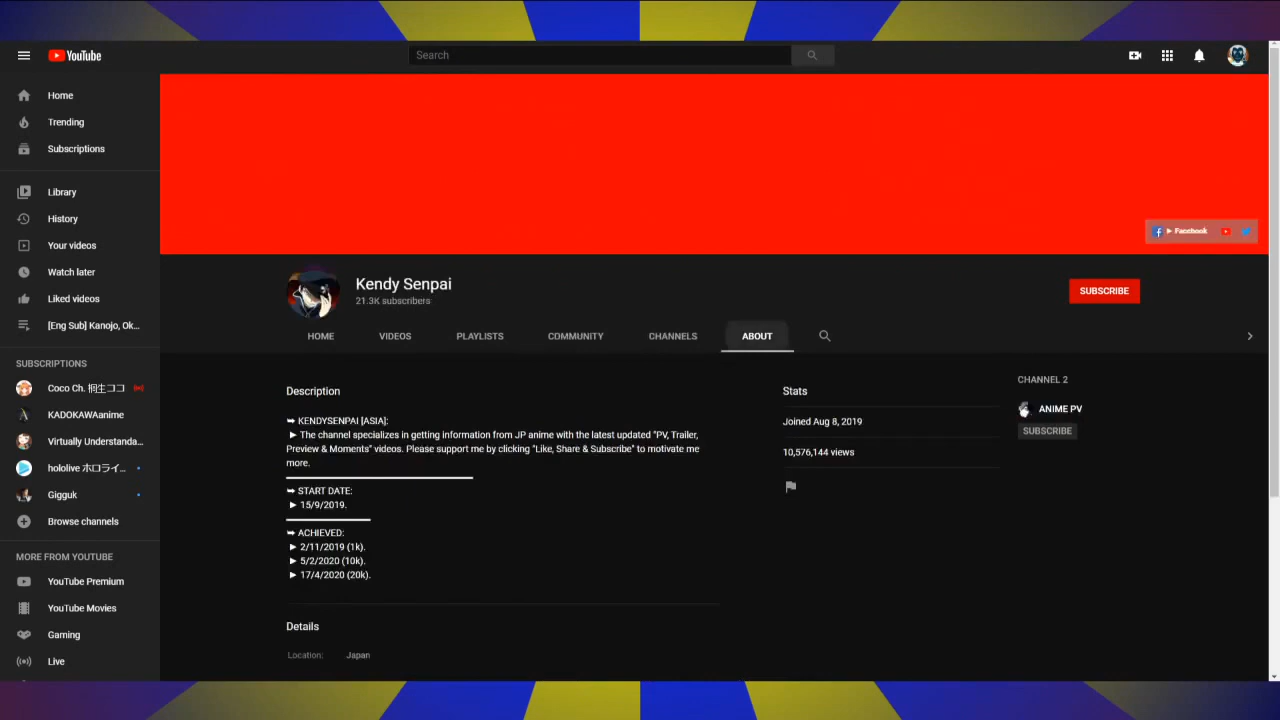 YouTube
Search
Home
Trending
Subscriptions
Library
History
Your videos
Watch later
Liked videos
[Eng Sub] Kanojo, Ok...
SUBSCRIPTIONS
Coco Ch. 桐生ココ
KADOKAWAanime
Virtually Understanda...
hololive ホロライ...
Gigguk
Browse channels
MORE FROM YOUTUBE
YouTube Premium
YouTube Movies
Gaming
Live
► Facebook
Kendy Senpai
21.3K subscribers
SUBSCRIBE
HOME VIDEOS PLAYLISTS COMMUNITY CHANNELS ABOUT
Description
➥ KENDYSENPAI [ASIA]:
► The channel specializes in getting information from JP anime with the latest updated "PV, Trailer,
Preview & Moments" videos. Please support me by clicking "Like, Share & Subscribe" to motivate me
more.
➥ START DATE:
► 15/9/2019.
➥ ACHIEVED:
► 2/11/2019 (1k).
► 5/2/2020 (10k).
► 17/4/2020 (20k).
Details
Location: Japan
Stats
Joined Aug 8, 2019
10,576,144 views
CHANNEL 2
ANIME PV
SUBSCRIBE